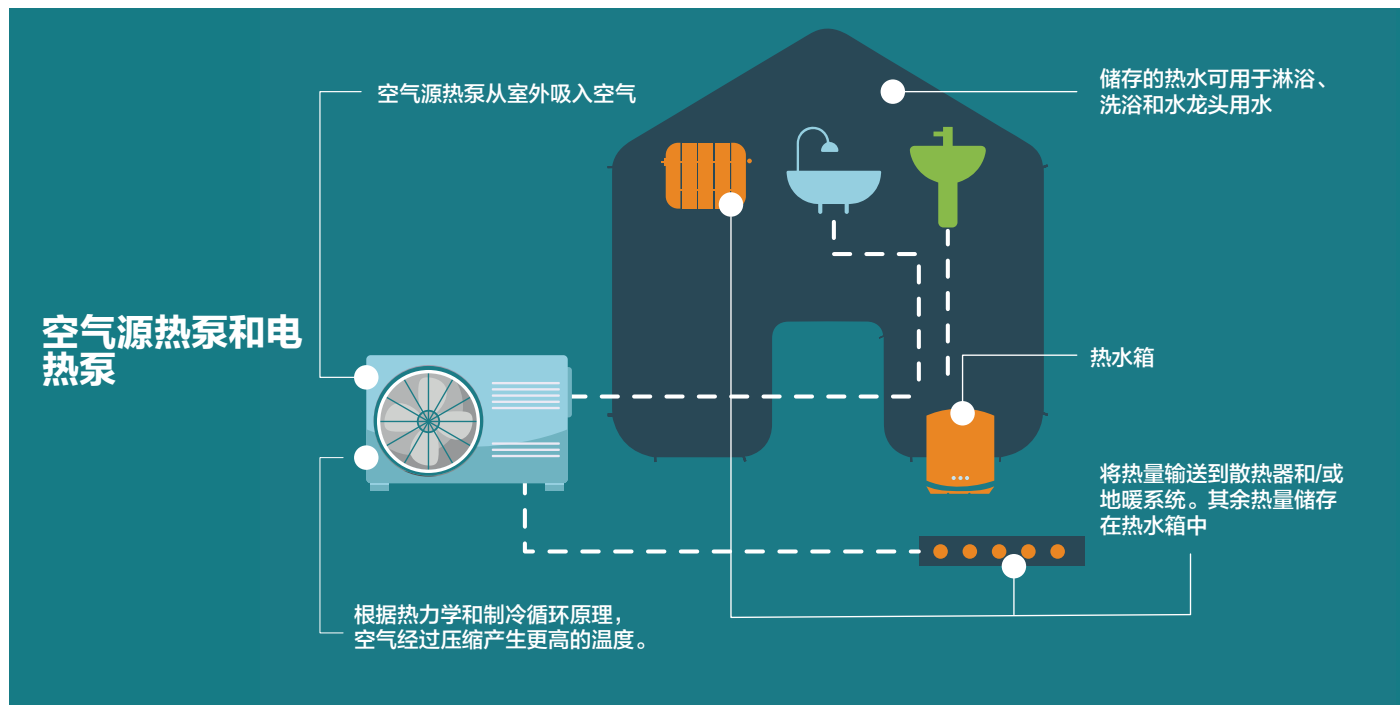 空气源热泵和电
热泵
空气源热泵从室外吸入空气
储存的热水可用于淋浴、
洗浴和水龙头用水
热水箱
将热量输送到散热器和/或
地暖系统。其余热量储存
在热水箱中
根据热力学和制冷循环原理，
空气经过压缩产生更高的温度。